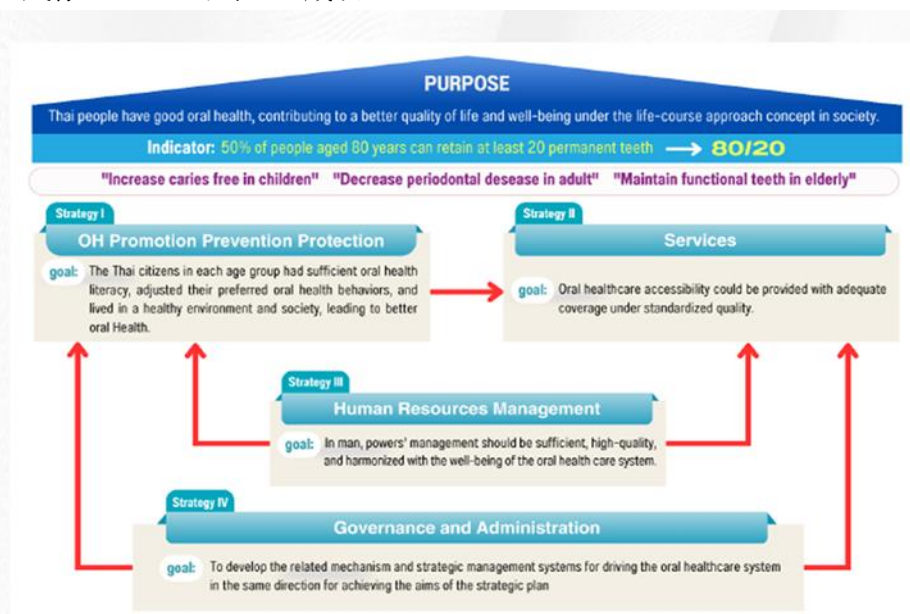 PURPOSE
Thai people have good oral health, contributing to a better quality of life and well-being under the life-course approach concept in society.
Indicator: 50% of people aged 80 years can retain at least 20 permanent teeth → 80/20
"Increase caries free in children" "Decrease periodontal desease in adult" "Maintain functional teeth in elderly"
Strategy I
OH Promotion Prevention Protection
goal: The Thai citizens in each age group had sufficient oral health
literacy, adjusted their preferred oral health behaviors, and
lived in a healthy environment and society, leading to better
oral Health.
Strategy II
Services
goal: Oral healthcare accessibility could be provided with adequate
coverage under standardized quality.
Strategy III
Human Resources Management
goal: In man, powers' management should be sufficient, high-quality,
and harmonized with the well-being of the oral health care system.
Strategy IV
Governance and Administration
goal: To develop the related mechanism and strategic management systems for driving the oral healthcare system
in the same direction for achieving the aims of the strategic plan